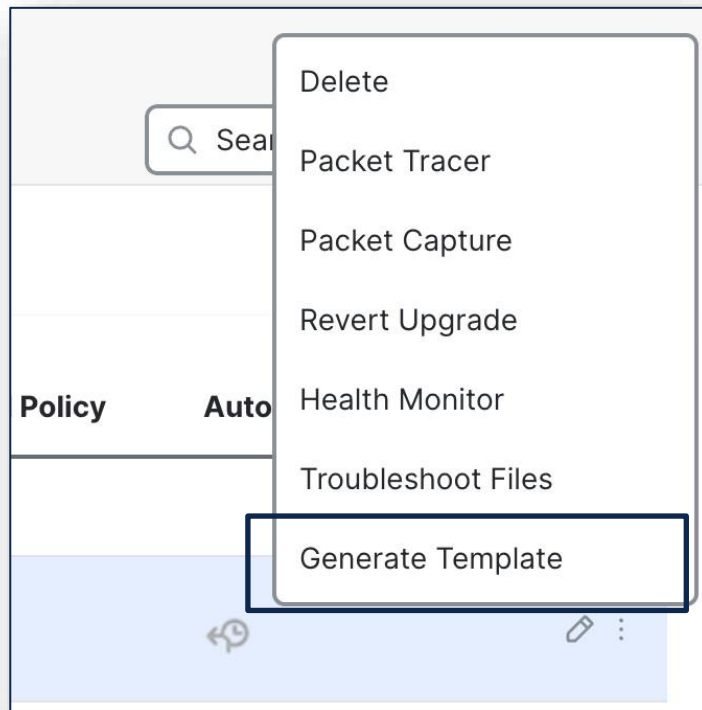 Delete
Sear
Packet Tracer
Packet Capture
Revert Upgrade
Policy
Auto
Health Monitor
Troubleshoot Files
Generate Template